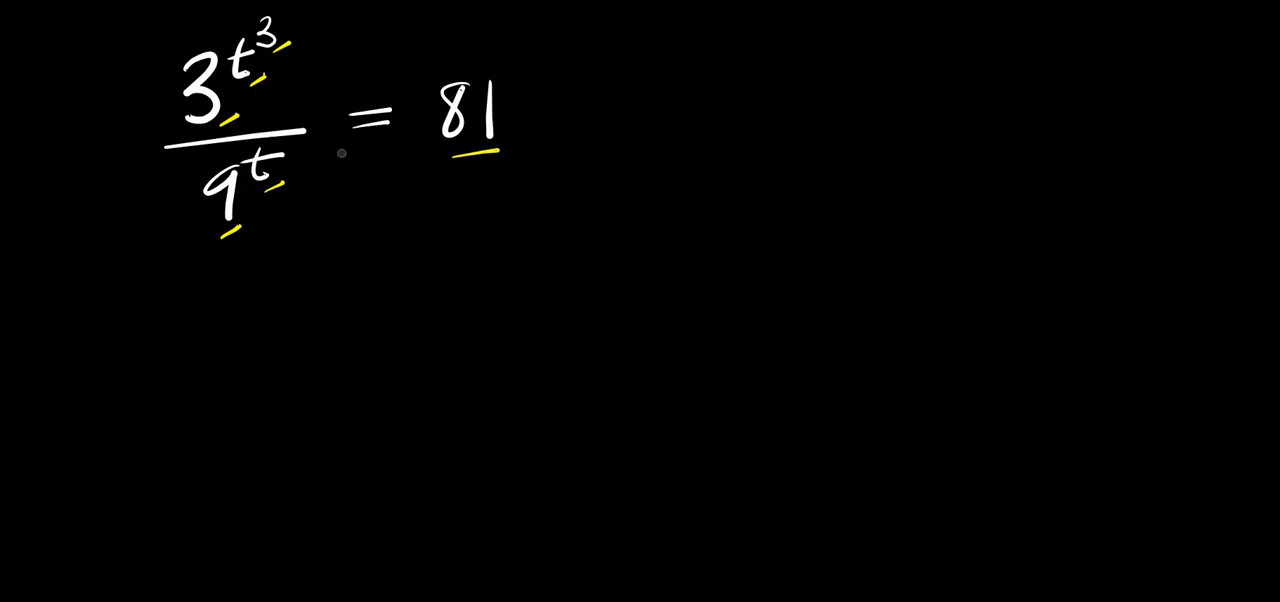 3^{t^3} / 9^t = 81